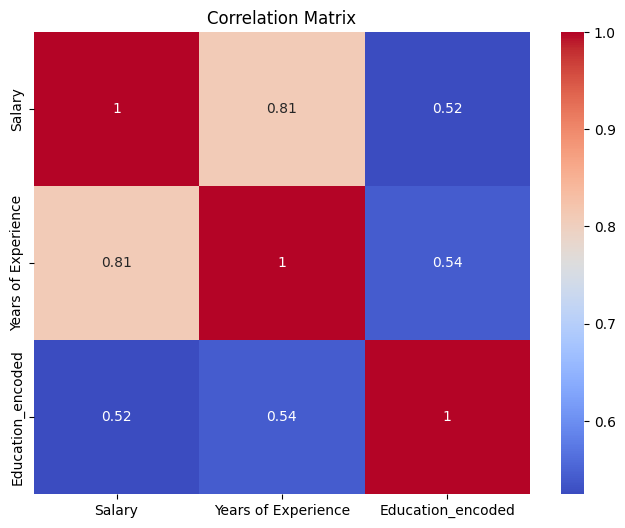 Correlation Matrix
Salary
1
0.81
0.52
Years of Experience
0.81
1
0.54
Education_encoded
0.52
0.54
1
Salary
Years of Experience
Education_encoded
1.0
0.9
0.8
0.7
0.6